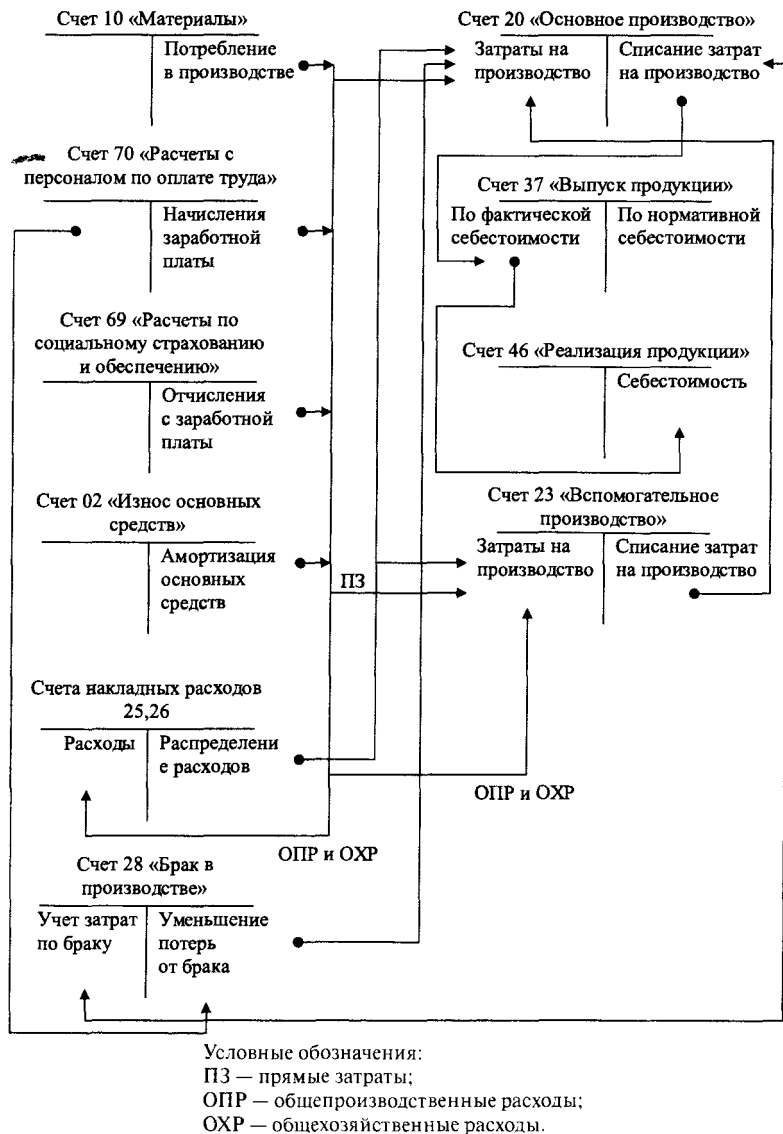 Счет 10 «Материалы»
Потребление
в производстве
Счет 70 «Расчеты с
персоналом по оплате труда»
Начисления
заработной
платы
Счет 69 «Расчеты по
социальному страхованию
и обеспечению»
Отчисления
с заработной
платы
Счет 02 «Износ основных
средств»
Амортизация
основных
средств
ПЗ
Счета накладных расходов
25,26
Расходы
Распределени
е расходов
ОПР и ОХР
Счет 28 «Брак в
производстве»
Учет затрат
по браку
Уменьшение
потерь
от брака
Счет 20 «Основное производство»
Затраты на
производство
Списание затрат
на производство
Счет 37 «Выпуск продукции»
По фактической
себестоимости
По нормативной
себестоимости
Счет 46 «Реализация продукции»
Себестоимость
Счет 23 «Вспомогательное
производство»
Затраты на
производство
Списание затрат
на производство
ОПР и ОХР
Условные обозначения:
ПЗ — прямые затраты;
ОПР — общепроизводственные расходы;
ОХР — общехозяйственные расходы.